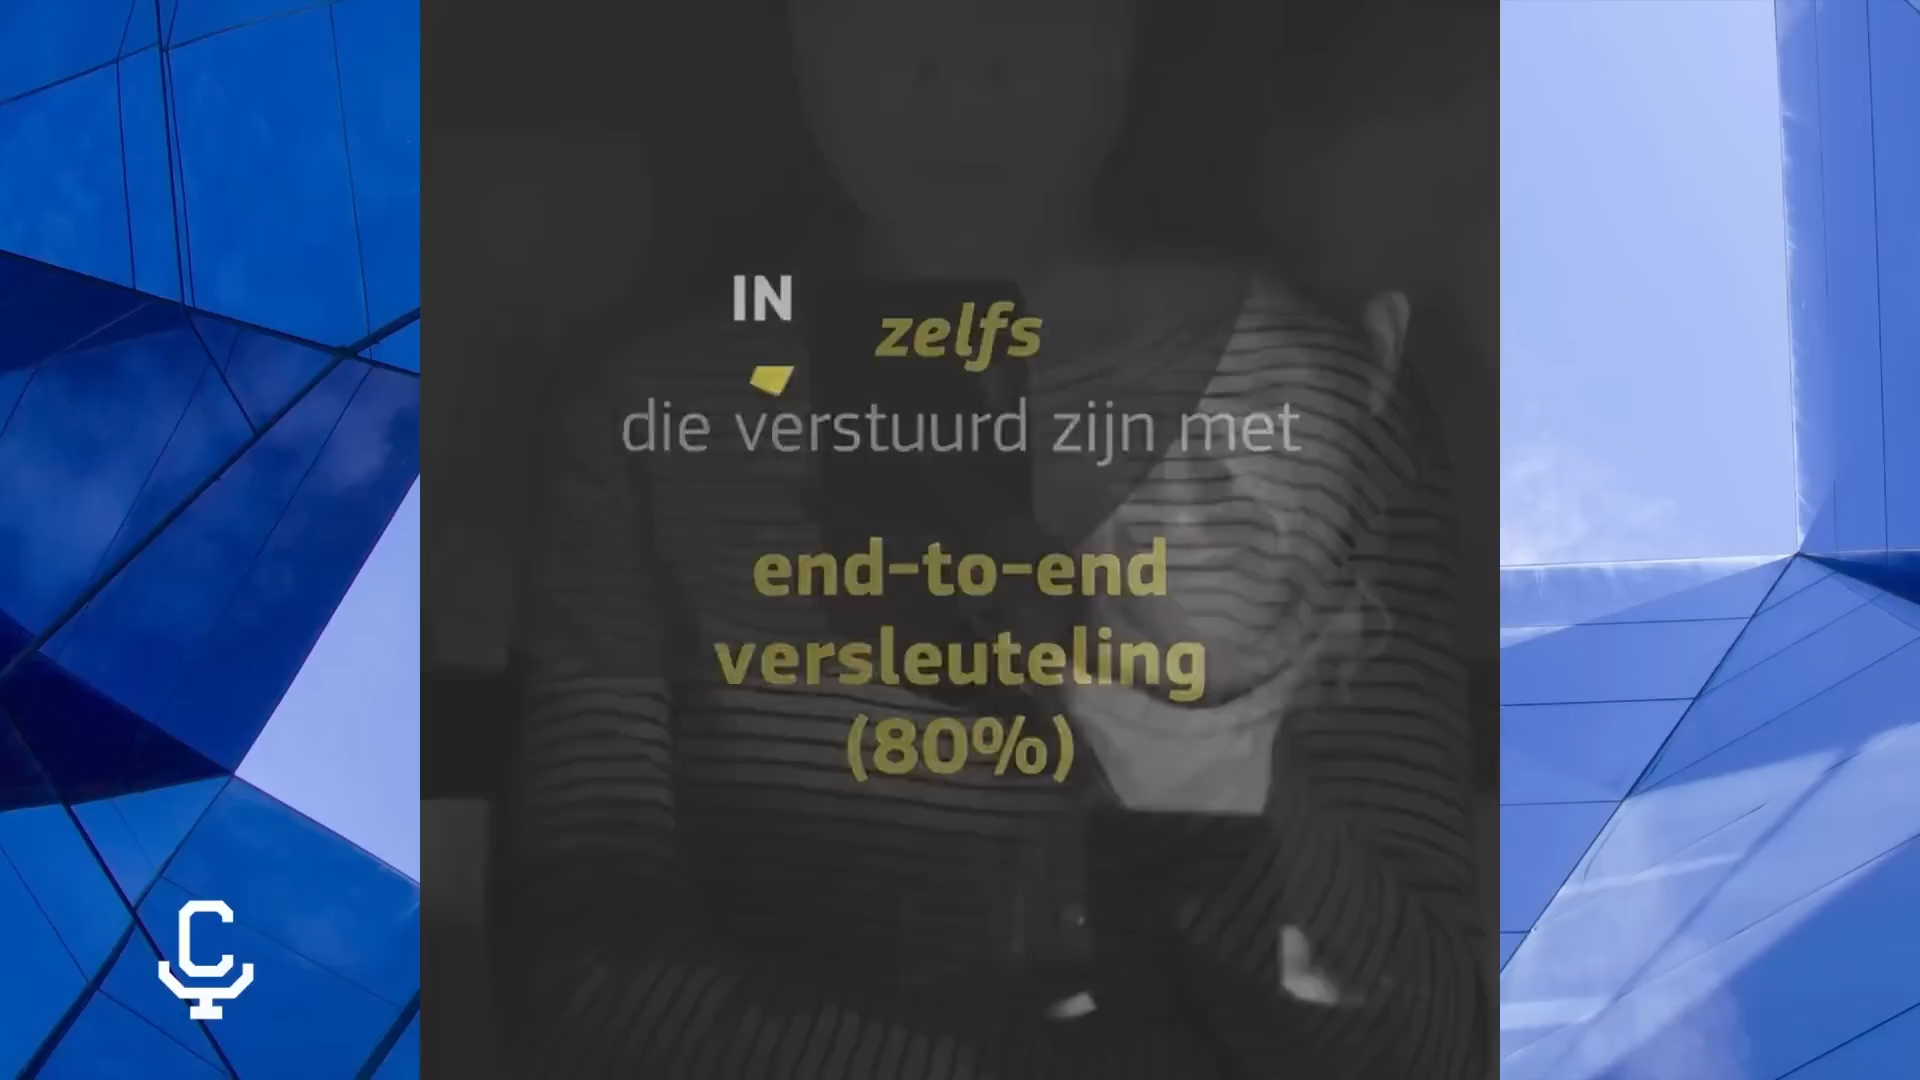 IN
zelfs
die verstuurd zijn met
end-to-end
versleuteling
(80%)